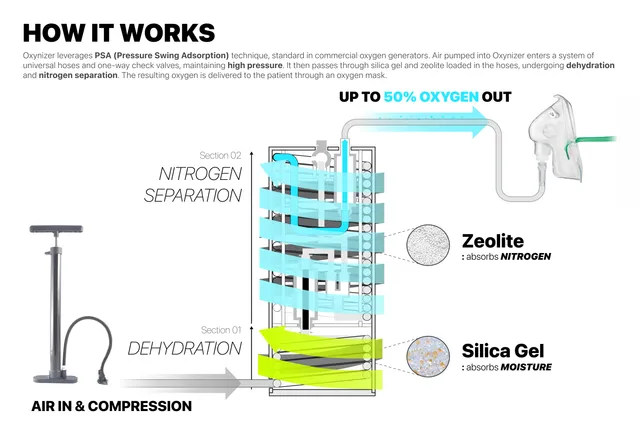 HOW IT WORKS
Oxynizer leverages PSA (Pressure Swing Adsorption) technique, standard in commercial oxygen generators. Air pumped into Oxynizer enters a system of
universal hoses and one-way check valves, maintaining high pressure. It then passes through silica gel and zeolite loaded in the hoses, undergoing dehydration
and nitrogen separation. The resulting oxygen is delivered to the patient through an oxygen mask.
UP TO 50% OXYGEN OUT
Section 02
NITROGEN
SEPARATION
Zeolite
: absorbs NITROGEN
Section 01
DEHYDRATION
Silica Gel
: absorbs MOISTURE
AIR IN & COMPRESSION